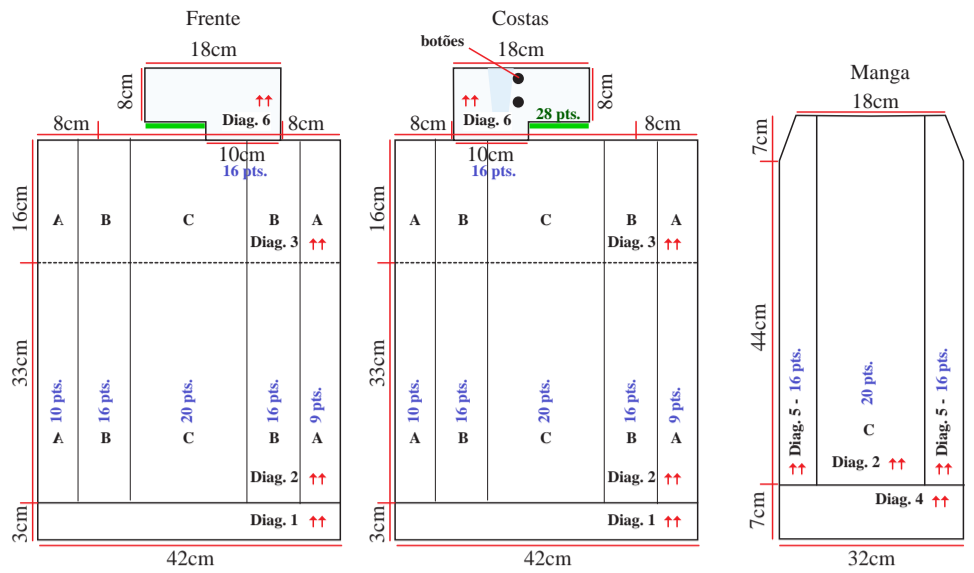 Frente
18cm
8cm
Diag. 6
8cm
8cm
10cm
16 pts.
16cm
A
B
C
B
A
Diag. 3
33cm
10 pts.
16 pts.
20 pts.
16 pts.
9 pts.
A
B
C
B
A
Diag. 2
3cm
Diag. 1
42cm
Costas
botões
18cm
8cm
Diag. 6
28 pts.
8cm
8cm
10cm
16 pts.
16cm
A
B
C
B
A
Diag. 3
33cm
10 pts.
16 pts.
20 pts.
16 pts.
9 pts.
A
B
C
B
A
Diag. 2
3cm
Diag. 1
42cm
Manga
18cm
7cm
44cm
Diag. 5 - 16 pts.
20 pts.
C
Diag. 2
Diag. 5 - 16 pts.
Diag. 4
7cm
32cm